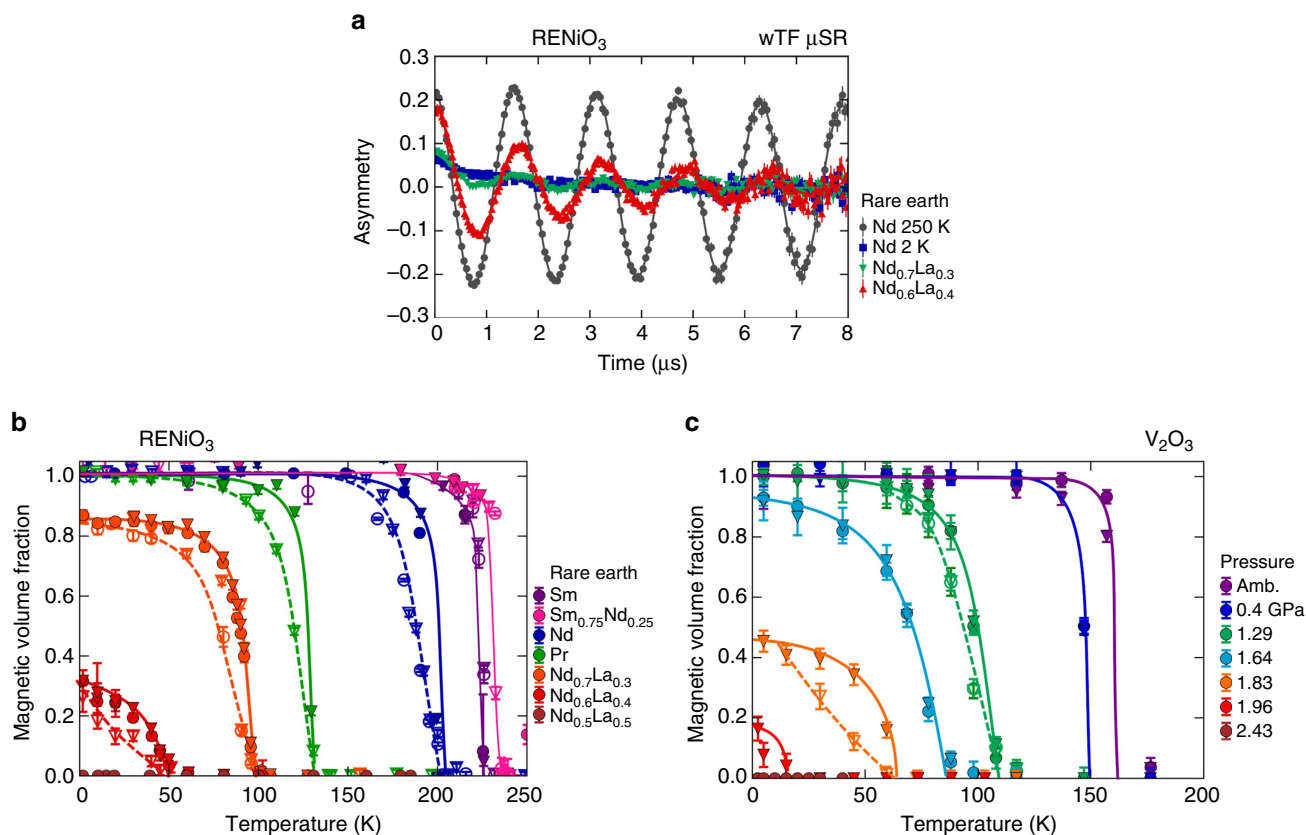 a
RENiO₃ wTF μSR
0.3
0.2
0.1
0.0
−0.1
−0.2
−0.3
Asymmetry
0 1 2 3 4 5 6 7 8
Time (μs)
Rare earth
Nd 250 K
Nd 2 K
Nd₀.₇La₀.₃
Nd₀.₆La₀.₄
b
RENiO₃
1.0
0.8
0.6
0.4
0.2
0.0
Magnetic volume fraction
0 50 100 150 200 250
Temperature (K)
Rare earth
Sm
Sm₀.₇₅Nd₀.₂₅
Nd
Pr
Nd₀.₇La₀.₃
Nd₀.₆La₀.₄
Nd₀.₅La₀.₅
c
V₂O₃
1.0
0.8
0.6
0.4
0.2
0.0
Magnetic volume fraction
0 50 100 150 200
Temperature (K)
Pressure
Amb.
0.4 GPa
1.29
1.64
1.83
1.96
2.43